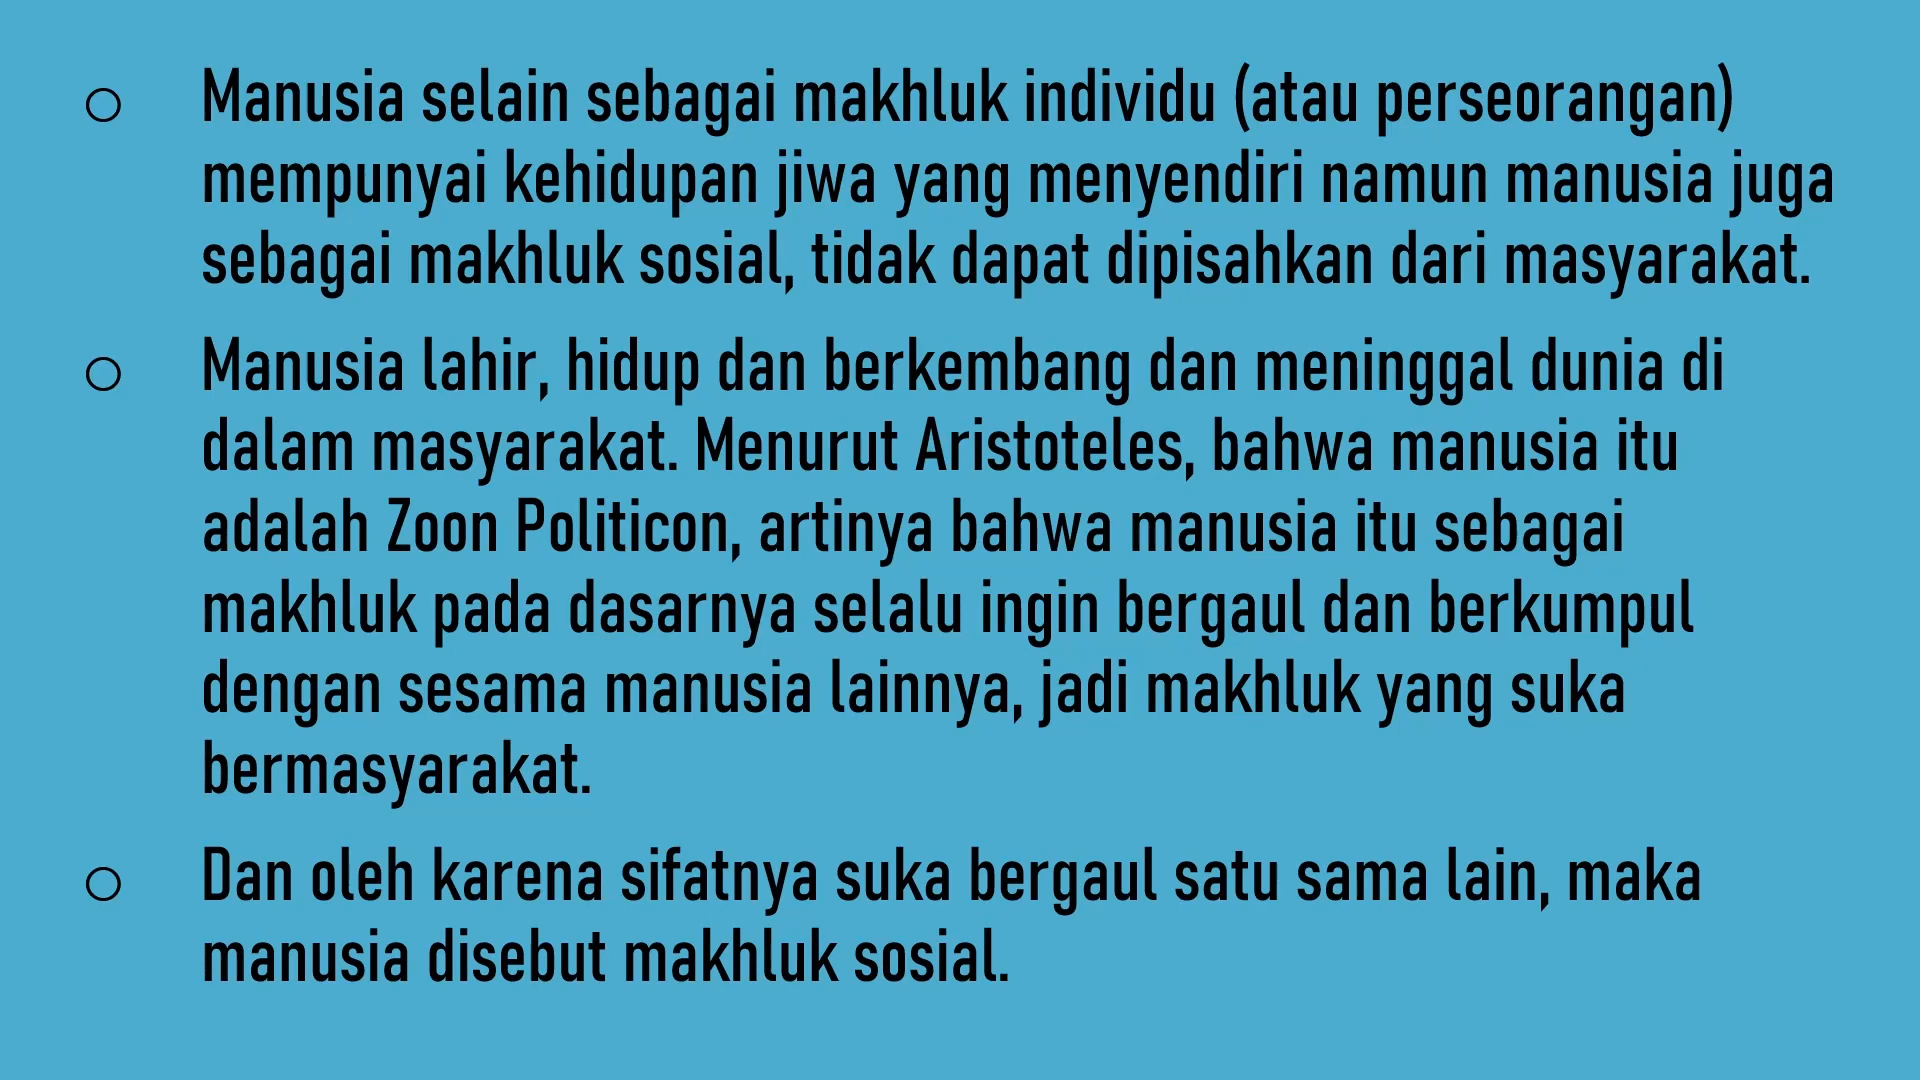 ○ Manusia selain sebagai makhluk individu (atau perseorangan)
mempunyai kehidupan jiwa yang menyendiri namun manusia juga
sebagai makhluk sosial, tidak dapat dipisahkan dari masyarakat.
○ Manusia lahir, hidup dan berkembang dan meninggal dunia di
dalam masyarakat. Menurut Aristoteles, bahwa manusia itu
adalah Zoon Politicon, artinya bahwa manusia itu sebagai
makhluk pada dasarnya selalu ingin bergaul dan berkumpul
dengan sesama manusia lainnya, jadi makhluk yang suka
bermasyarakat.
○ Dan oleh karena sifatnya suka bergaul satu sama lain, maka
manusia disebut makhluk sosial.